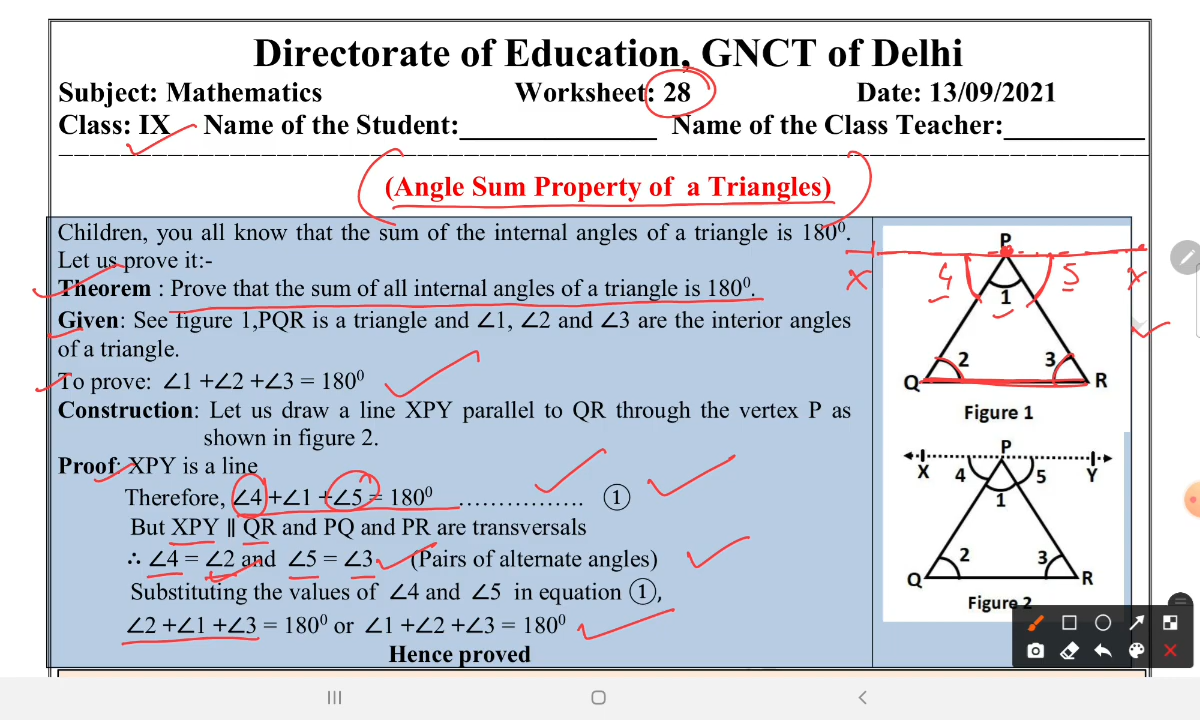 Directorate of Education, GNCT of Delhi
Subject: Mathematics Worksheet: 28 Date: 13/09/2021
Class: IX Name of the Student:______________ Name of the Class Teacher:__________
(Angle Sum Property of a Triangles)
Children, you all know that the sum of the internal angles of a triangle is 180⁰.
Let us prove it:-
Theorem : Prove that the sum of all internal angles of a triangle is 180⁰.
Given: See figure 1,PQR is a triangle and ∠1, ∠2 and ∠3 are the interior angles
of a triangle.
To prove: ∠1 +∠2 +∠3 = 180⁰
Construction: Let us draw a line XPY parallel to QR through the vertex P as
shown in figure 2.
Proof: XPY is a line
Therefore, ∠4 +∠1 +∠5 = 180⁰ ................. ①
But XPY ∥ QR and PQ and PR are transversals
∴ ∠4 = ∠2 and ∠5 = ∠3 (Pairs of alternate angles)
Substituting the values of ∠4 and ∠5 in equation ①,
∠2 +∠1 +∠3 = 180⁰ or ∠1 +∠2 +∠3 = 180⁰
Hence proved
P
X 4 5 X
1
2 3
Q R
Figure 1
P
X 4 5 Y
1
2 3
Q R
Figure 2